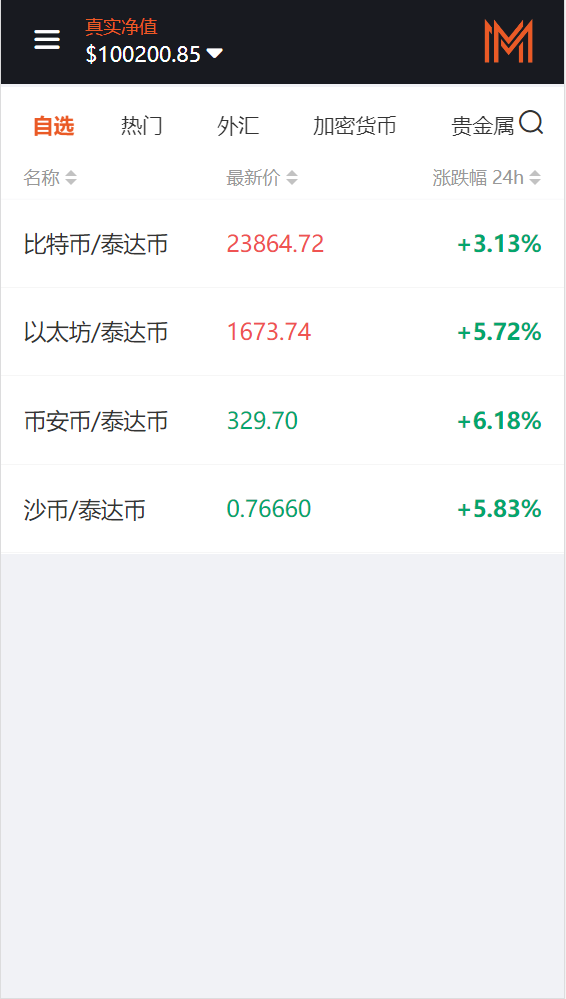 真实净值
$100200.85
自选 热门 外汇 加密货币 贵金属
名称 最新价 涨跌幅 24h
比特币/泰达币 23864.72 +3.13%
以太坊/泰达币 1673.74 +5.72%
币安币/泰达币 329.70 +6.18%
沙币/泰达币 0.76660 +5.83%